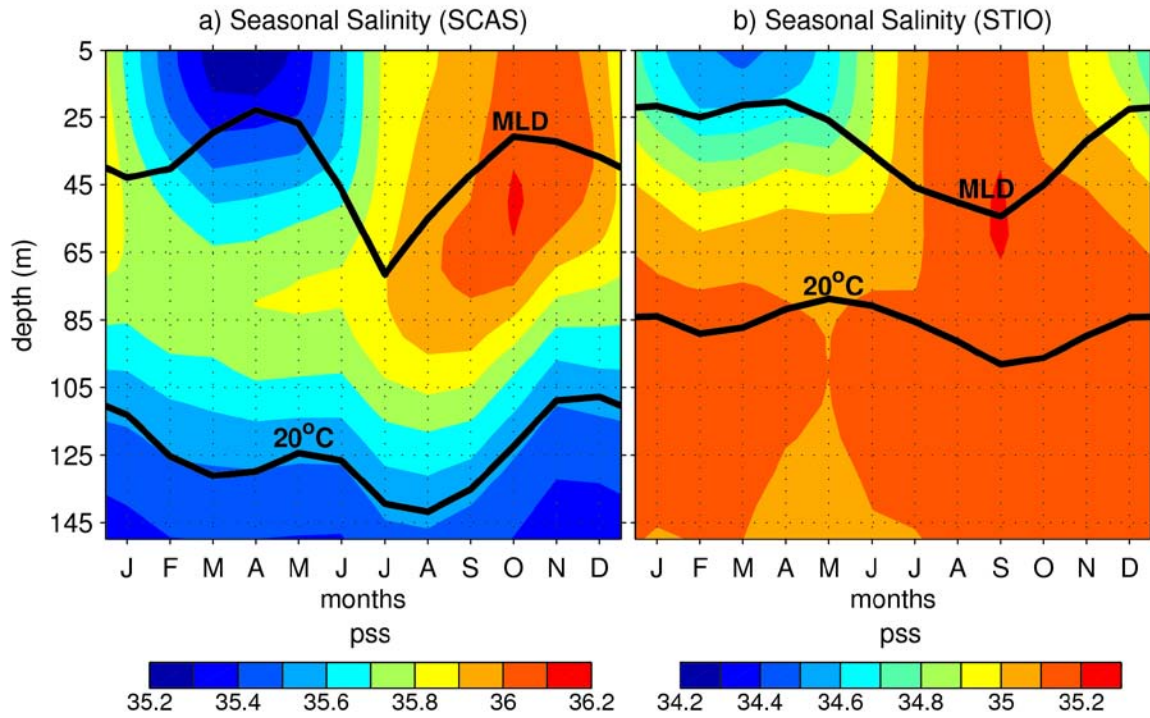 a) Seasonal Salinity (SCAS)
b) Seasonal Salinity (STIO)
depth (m)
5
25
45
65
85
105
125
145
MLD
20°C
MLD
20°C
J F M A M J J A S O N D
J F M A M J J A S O N D
months
months
pss
pss
35.2 35.4 35.6 35.8 36 36.2
34.2 34.4 34.6 34.8 35 35.2